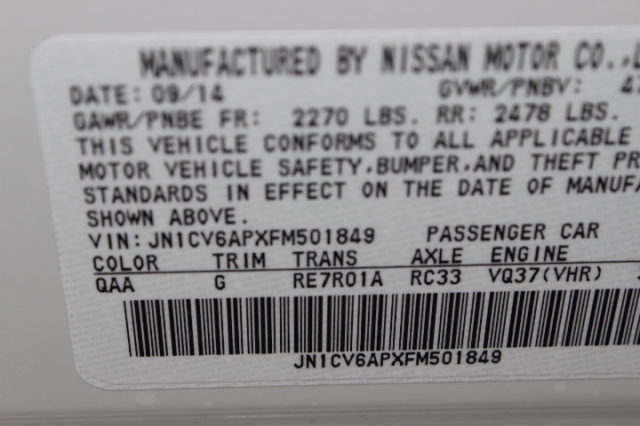 MANUFACTURED BY NISSAN MOTOR CO.,
DATE: 09/14 GVWR/PNBV:
GAWR/PNBE FR: 2270 LBS. RR: 2478 LBS.
THIS VEHICLE CONFORMS TO ALL APPLICABLE
MOTOR VEHICLE SAFETY,BUMPER,AND THEFT PR
STANDARDS IN EFFECT ON THE DATE OF MANUFA
SHOWN ABOVE.
VIN:JN1CV6APXFM501849 PASSENGER CAR
COLOR TRIM TRANS AXLE ENGINE
QAA G RE7R01A RC33 VQ37(VHR)
JN1CV6APXFM501849